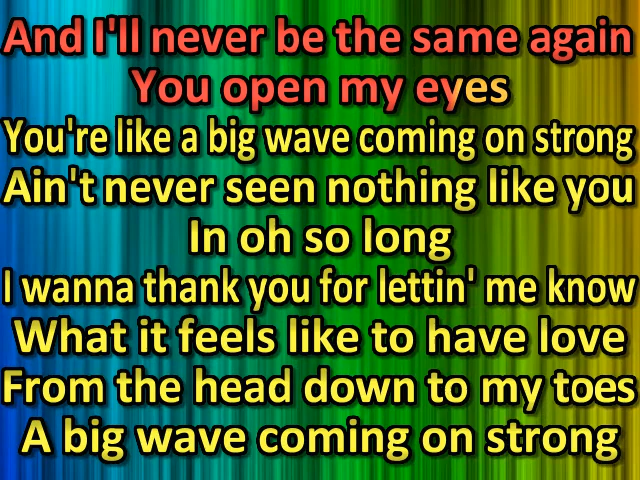 And I'll never be the same again
You open my eyes
You're like a big wave coming on strong
Ain't never seen nothing like you
In oh so long
I wanna thank you for lettin' me know
What it feels like to have love
From the head down to my toes
A big wave coming on strong